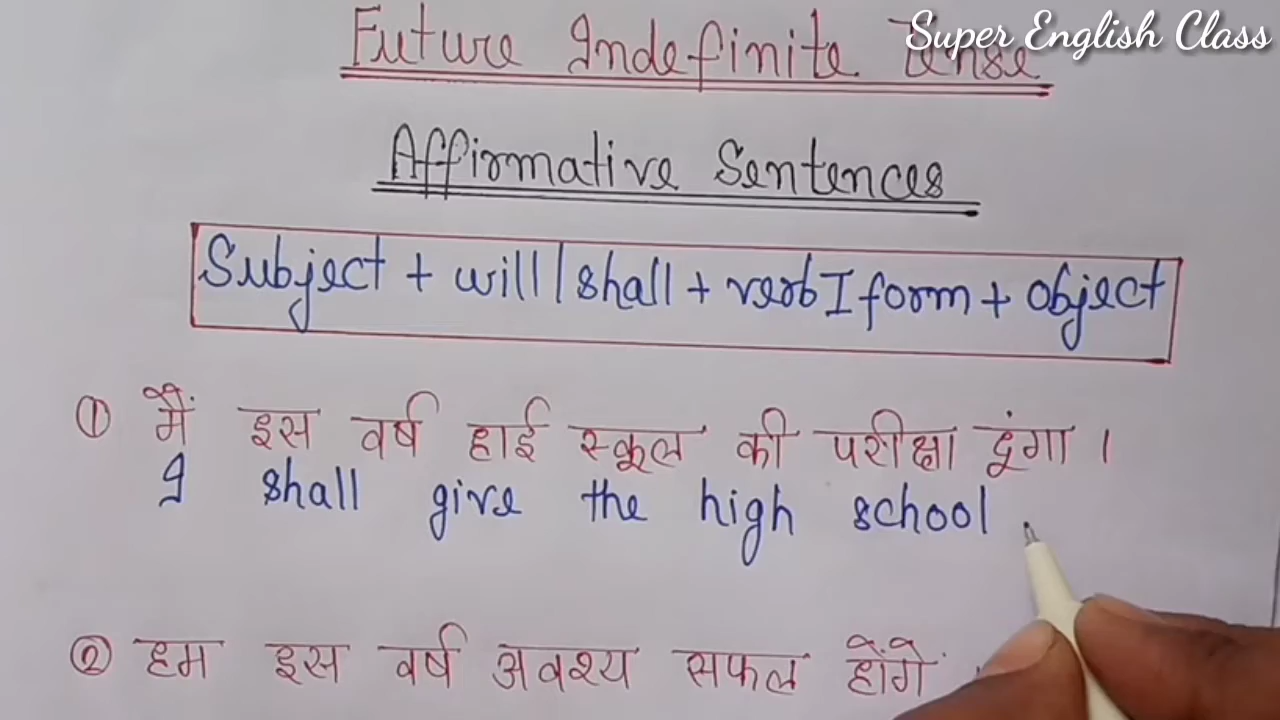 Super English Class
Future Indefinite Tense
Affirmative Sentences
Subject + will/shall + verb I form + object
① मैं इस वर्ष हाई स्कूल की परीक्षा दूंगा ।
I shall give the high school
② हम इस वर्ष अवश्य सफल होंगे